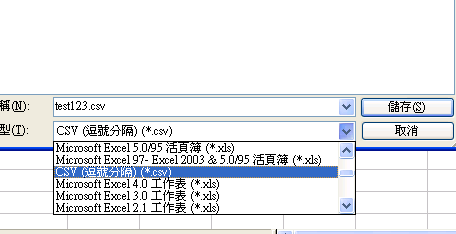 稱(N):
test123.csv
儲存(S)
型(T):
CSV (逗號分隔) (*.csv)
取消
Microsoft Excel 5.0/95 活頁簿 (*.xls)
Microsoft Excel 97- Excel 2003 & 5.0/95 活頁簿 (*.xls)
CSV (逗號分隔) (*.csv)
Microsoft Excel 4.0 工作表 (*.xls)
Microsoft Excel 3.0 工作表 (*.xls)
Microsoft Excel 2.1 工作表 (*.xls)